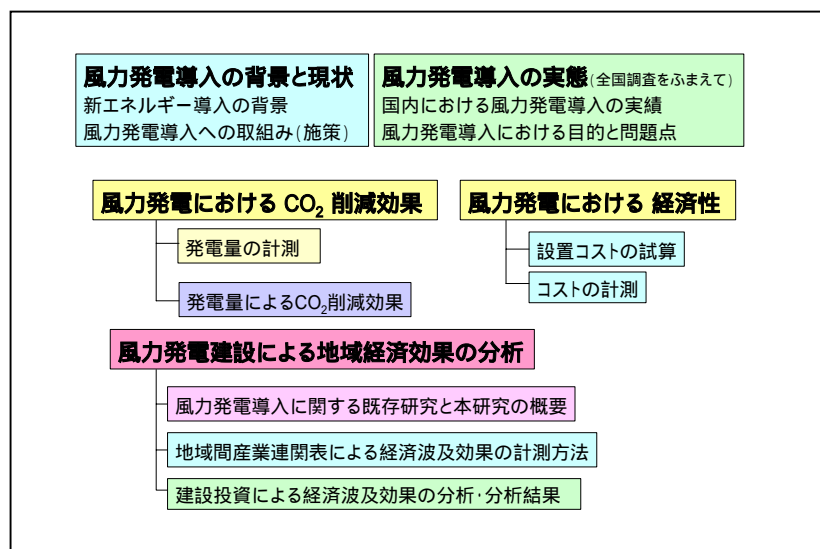 風力発電導入の背景と現状
新エネルギー導入の背景
風力発電導入への取組み(施策)
風力発電導入の実態(全国調査をふまえて)
国内における風力発電導入の実績
風力発電導入における目的と問題点
風力発電における CO₂ 削減効果
発電量の計測
発電量によるCO₂削減効果
風力発電における 経済性
設置コストの試算
コストの計測
風力発電建設による地域経済効果の分析
風力発電導入に関する既存研究と本研究の概要
地域間産業連関表による経済波及効果の計測方法
建設投資による経済波及効果の分析･分析結果